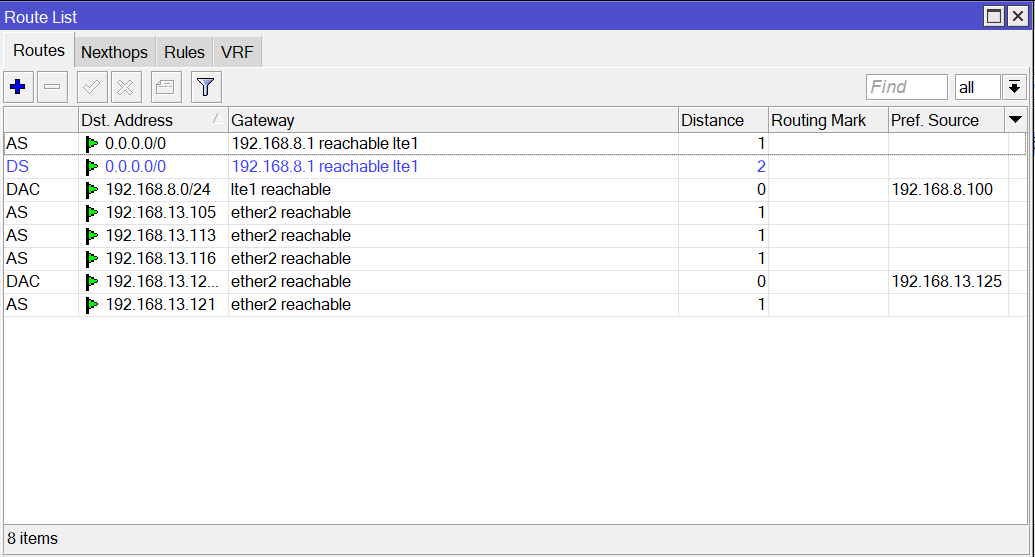 Route List
Routes Nexthops Rules VRF
Find all
Dst. Address Gateway Distance Routing Mark Pref. Source
AS 0.0.0.0/0 192.168.8.1 reachable lte1 1
DS 0.0.0.0/0 192.168.8.1 reachable lte1 2
DAC 192.168.8.0/24 lte1 reachable 0 192.168.8.100
AS 192.168.13.105 ether2 reachable 1
AS 192.168.13.113 ether2 reachable 1
AS 192.168.13.116 ether2 reachable 1
DAC 192.168.13.12... ether2 reachable 0 192.168.13.125
AS 192.168.13.121 ether2 reachable 1
8 items